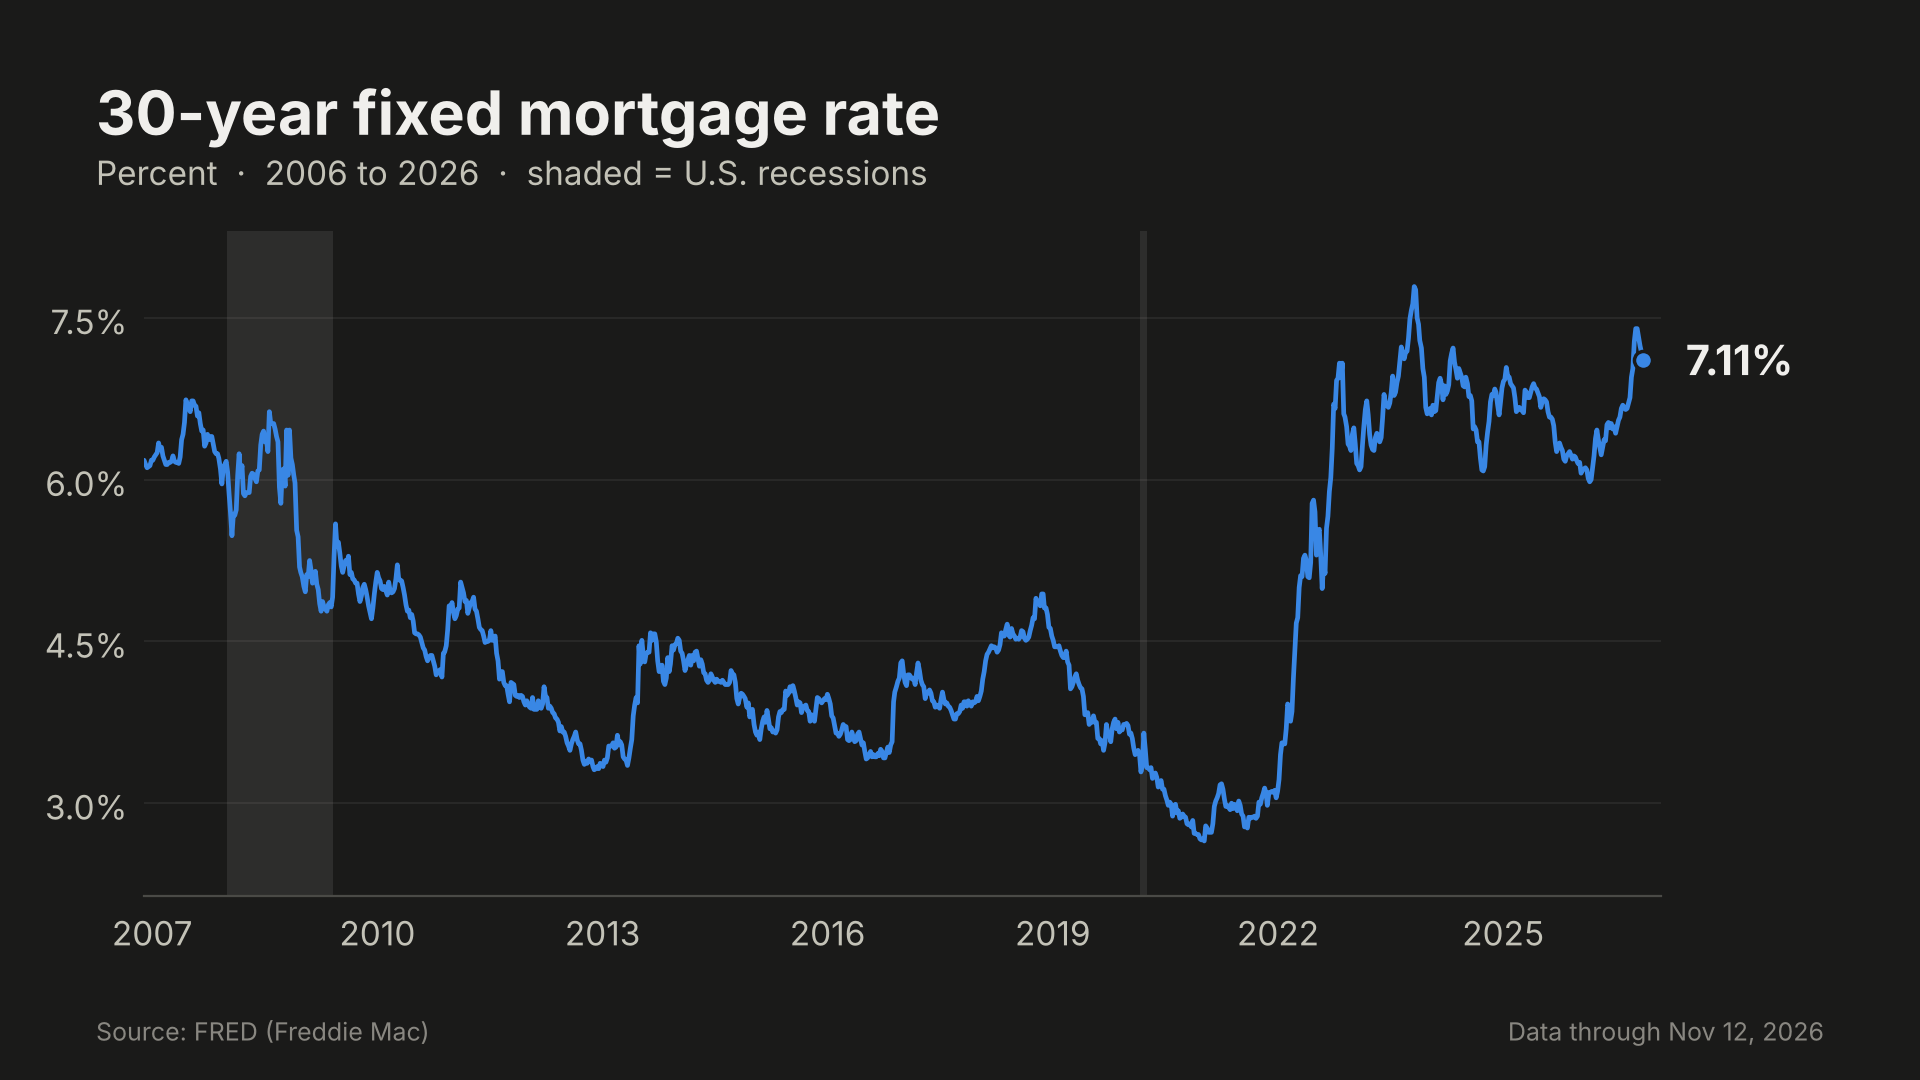 30-year fixed mortgage rate
Percent · 2006 to 2026 · shaded = U.S. recessions
7.5%
7.11%
6.0%
4.5%
3.0%
2007 2010 2013 2016 2019 2022 2025
Source: FRED (Freddie Mac)
Data through Nov 12, 2026